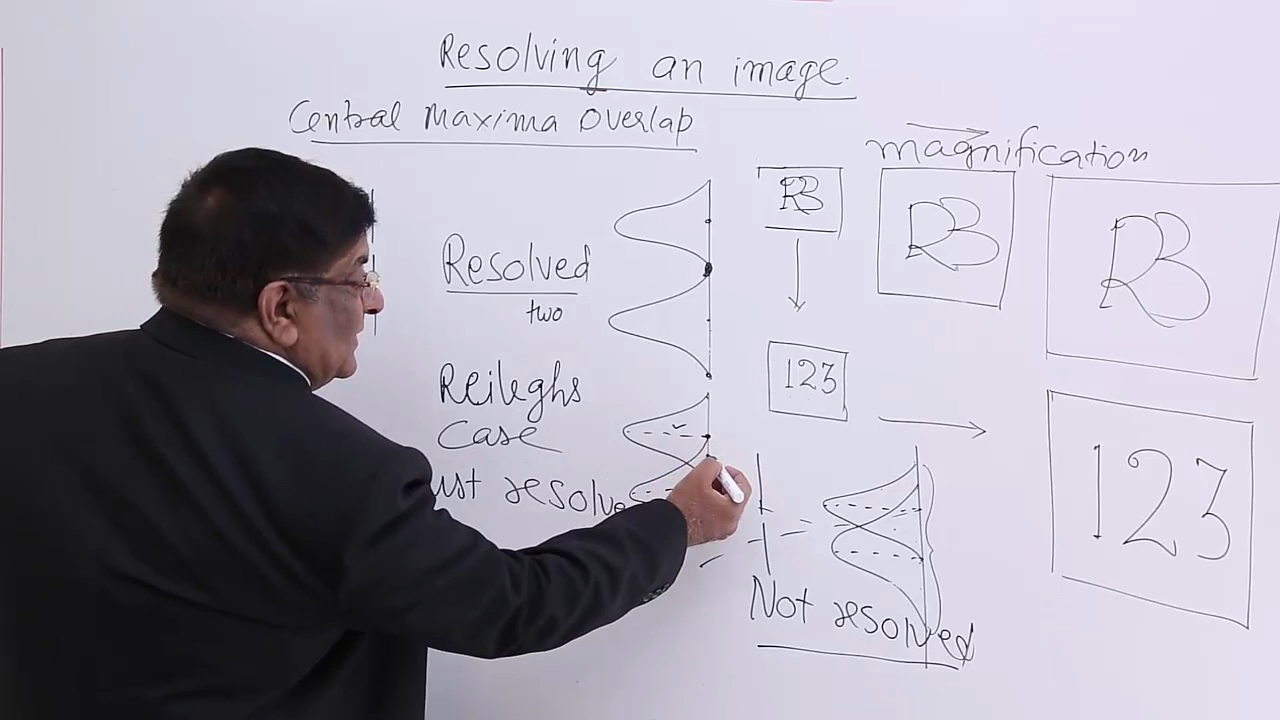 Resolving an image.
Central Maxima Overlap
magnification
RB
RB
RB
Resolved
two
Reileghs
Case
ust resolve
123
123
Not resolved